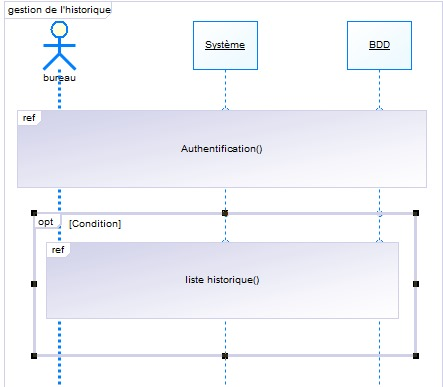 gestion de l'historique
Système
BDD
bureau
ref
Authentification()
opt
[Condition]
ref
liste historique()